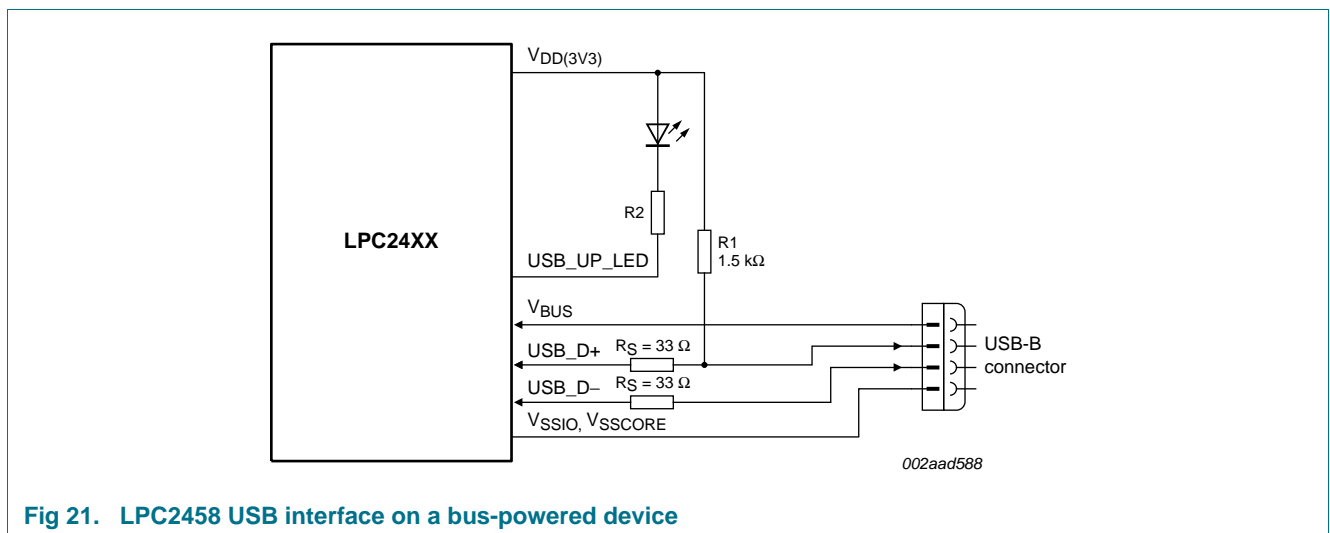 VDD(3V3)
R2
LPC24XX
R1
1.5 kΩ
USB_UP_LED
VBUS
USB_D+
RS = 33 Ω
USB-B
connector
USB_D−
RS = 33 Ω
VSSIO, VSSCORE
002aad588
Fig 21. LPC2458 USB interface on a bus-powered device